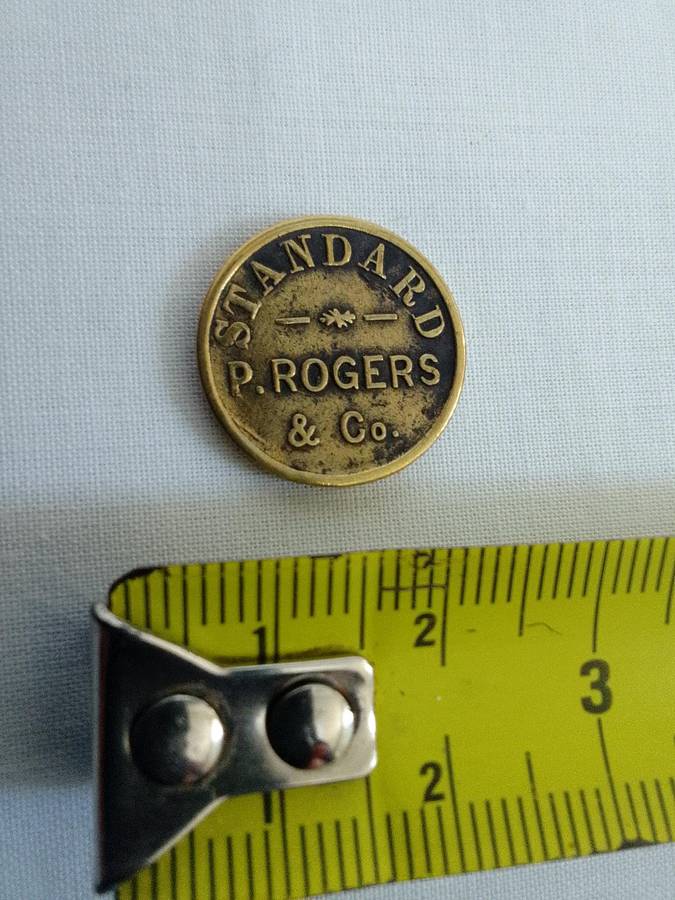 STANDARD
P. ROGERS
& Co.
1 2 3
2